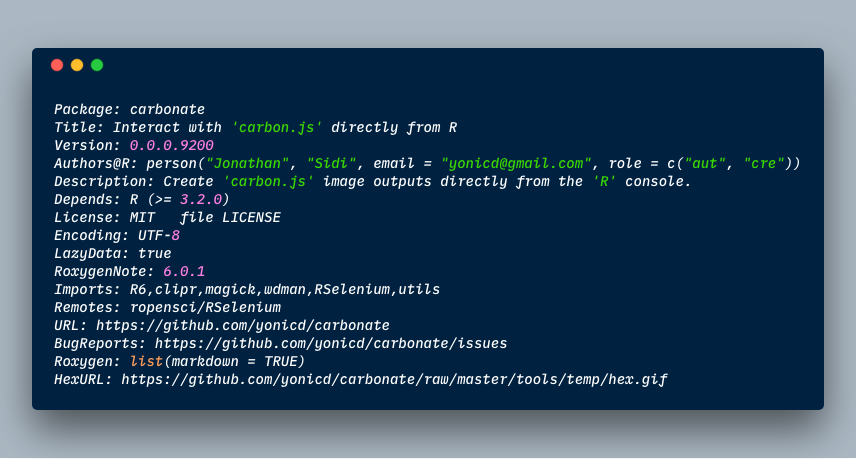 Package: carbonate
Title: Interact with 'carbon.js' directly from R
Version: 0.0.0.9200
Authors@R: person("Jonathan", "Sidi", email = "yonicd@gmail.com", role = c("aut", "cre"))
Description: Create 'carbon.js' image outputs directly from the 'R' console.
Depends: R (>= 3.2.0)
License: MIT   file LICENSE
Encoding: UTF-8
LazyData: true
RoxygenNote: 6.0.1
Imports: R6,clipr,magick,wdman,RSelenium,utils
Remotes: ropensci/RSelenium
URL: https://github.com/yonicd/carbonate
BugReports: https://github.com/yonicd/carbonate/issues
Roxygen: list(markdown = TRUE)
HexURL: https://github.com/yonicd/carbonate/raw/master/tools/temp/hex.gif